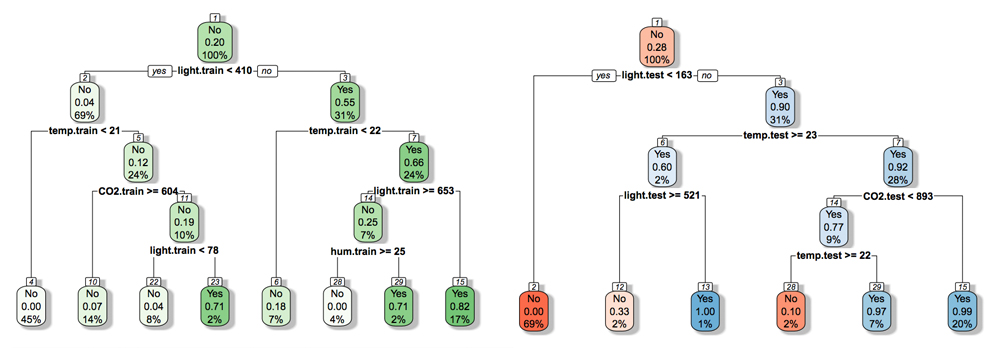 1
No
0.20
100%
yes light.train < 410 no
2
No
0.04
69%
3
Yes
0.55
31%
temp.train < 21
temp.train < 22
5
No
0.12
24%
7
Yes
0.66
24%
CO2.train >= 604
light.train >= 653
11
No
0.19
10%
14
No
0.25
7%
light.train < 78
hum.train >= 25
4
No
0.00
45%
10
No
0.07
14%
22
No
0.04
8%
23
Yes
0.71
2%
6
No
0.18
7%
28
No
0.00
4%
29
Yes
0.71
2%
15
Yes
0.82
17%
1
No
0.28
100%
yes light.test < 163 no
3
Yes
0.90
31%
temp.test >= 23
6
Yes
0.60
2%
7
Yes
0.92
28%
light.test >= 521
CO2.test < 893
14
Yes
0.77
9%
temp.test >= 22
2
No
0.00
69%
12
No
0.33
2%
13
Yes
1.00
1%
28
No
0.10
2%
29
Yes
0.97
7%
15
Yes
0.99
20%